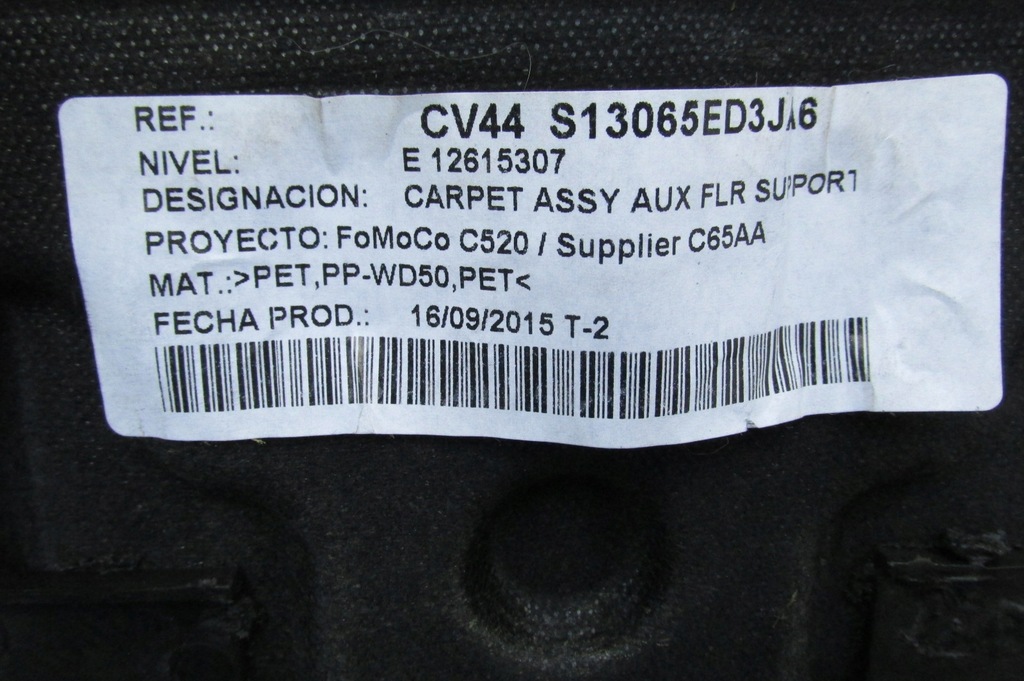 REF.: CV44 S13065ED3JA6
NIVEL: E 12615307
DESIGNACION: CARPET ASSY AUX FLR SUPPORT
PROYECTO: FoMoCo C520 / Supplier C65AA
MAT.:>PET,PP-WD50,PET<
FECHA PROD.: 16/09/2015 T-2